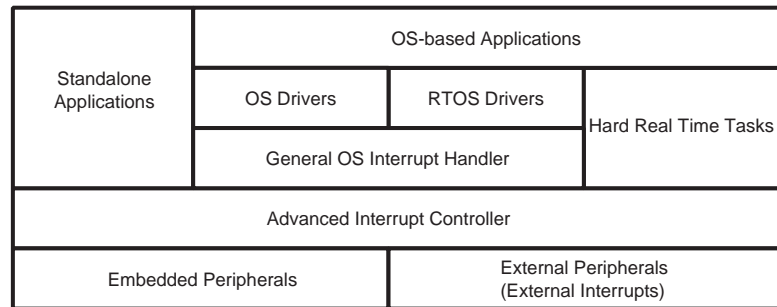 OS-based Applications
Standalone
Applications
OS Drivers
RTOS Drivers
Hard Real Time Tasks
General OS Interrupt Handler
Advanced Interrupt Controller
Embedded Peripherals
External Peripherals
(External Interrupts)